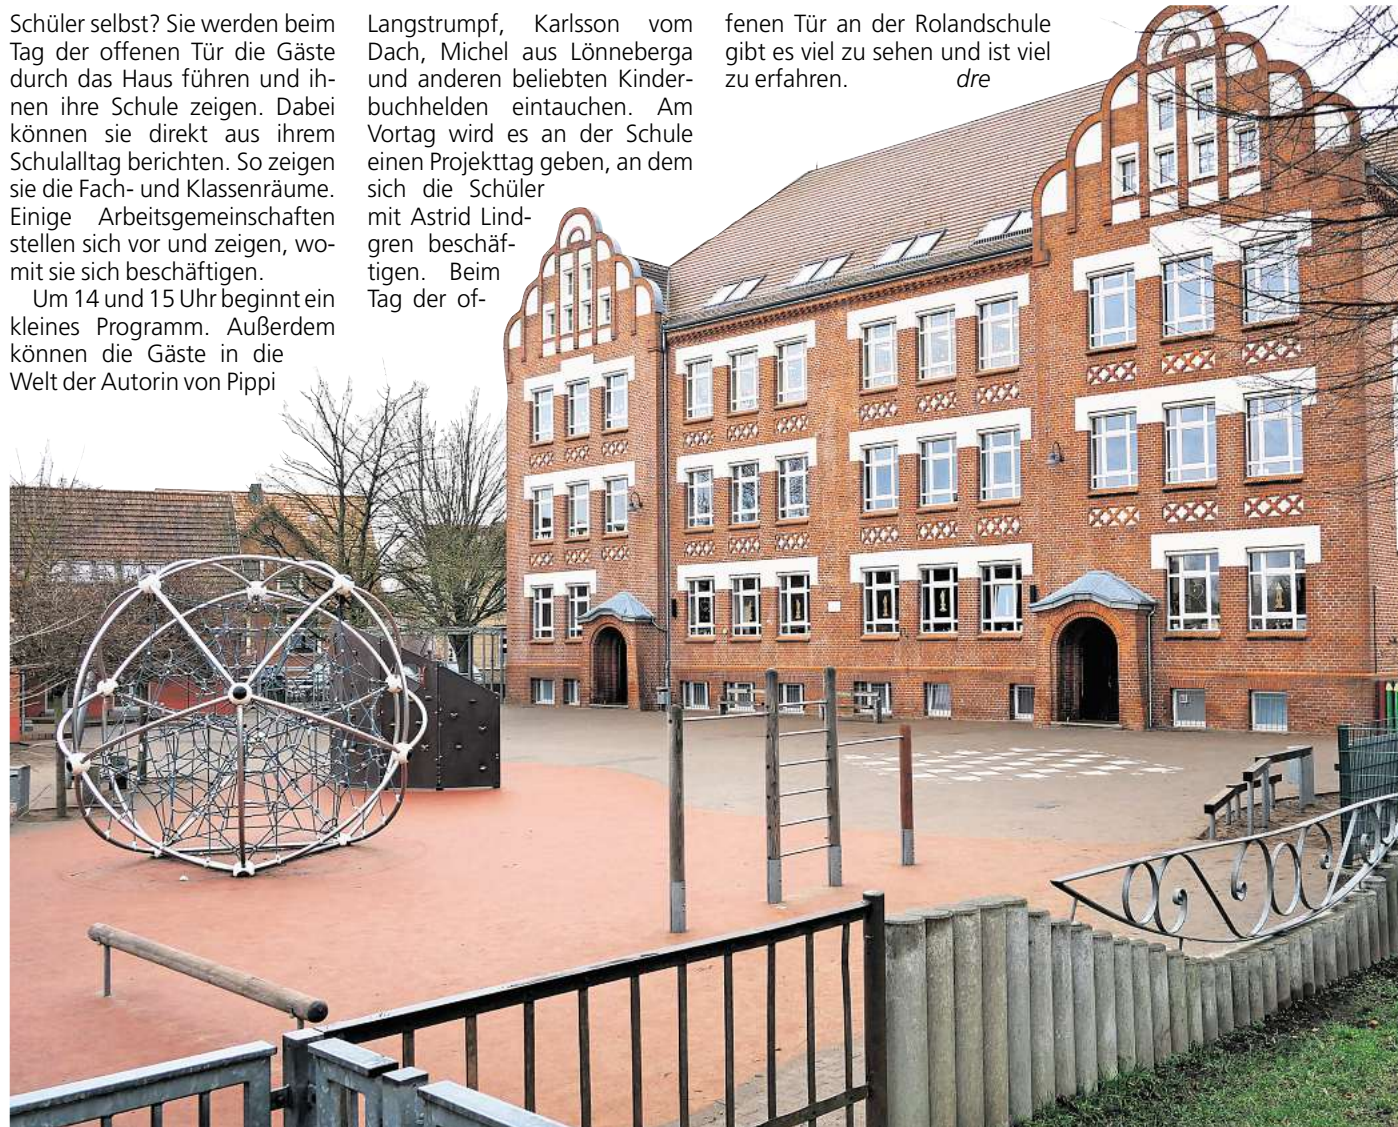 Schüler selbst? Sie werden beim
Tag der offenen Tür die Gäste
durch das Haus führen und ih-
nen ihre Schule zeigen. Dabei
können sie direkt aus ihrem
Schulalltag berichten. So zeigen
sie die Fach- und Klassenräume.
Einige Arbeitsgemeinschaften
stellen sich vor und zeigen, wo-
mit sie sich beschäftigen.
Um 14 und 15 Uhr beginnt ein
kleines Programm. Außerdem
können die Gäste in die
Welt der Autorin von Pippi
Langstrumpf, Karlsson vom
Dach, Michel aus Lönneberga
und anderen beliebten Kinder-
buchhelden eintauchen. Am
Vortag wird es an der Schule
einen Projekttag geben, an dem
sich die Schüler
mit Astrid Lind-
gren beschäf-
tigen. Beim
Tag der of-
fenen Tür an der Rolandschule
gibt es viel zu sehen und ist viel
zu erfahren. dre